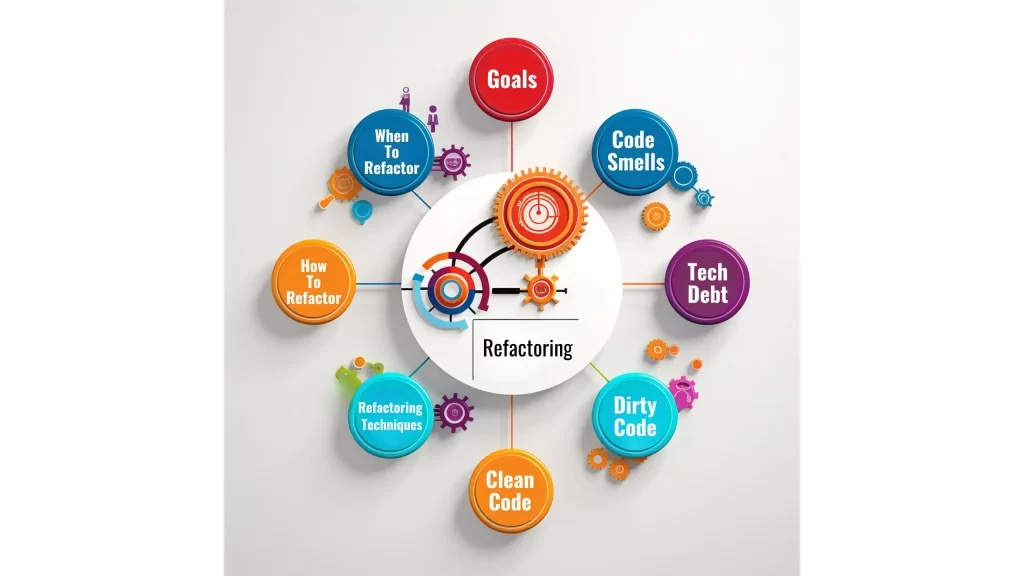 Goals
When
To
Refactor
Code
Smells
How
To
Refactor
Tech
Debt
Refactoring
Refactoring
Techniques
Dirty
Code
Clean
Code